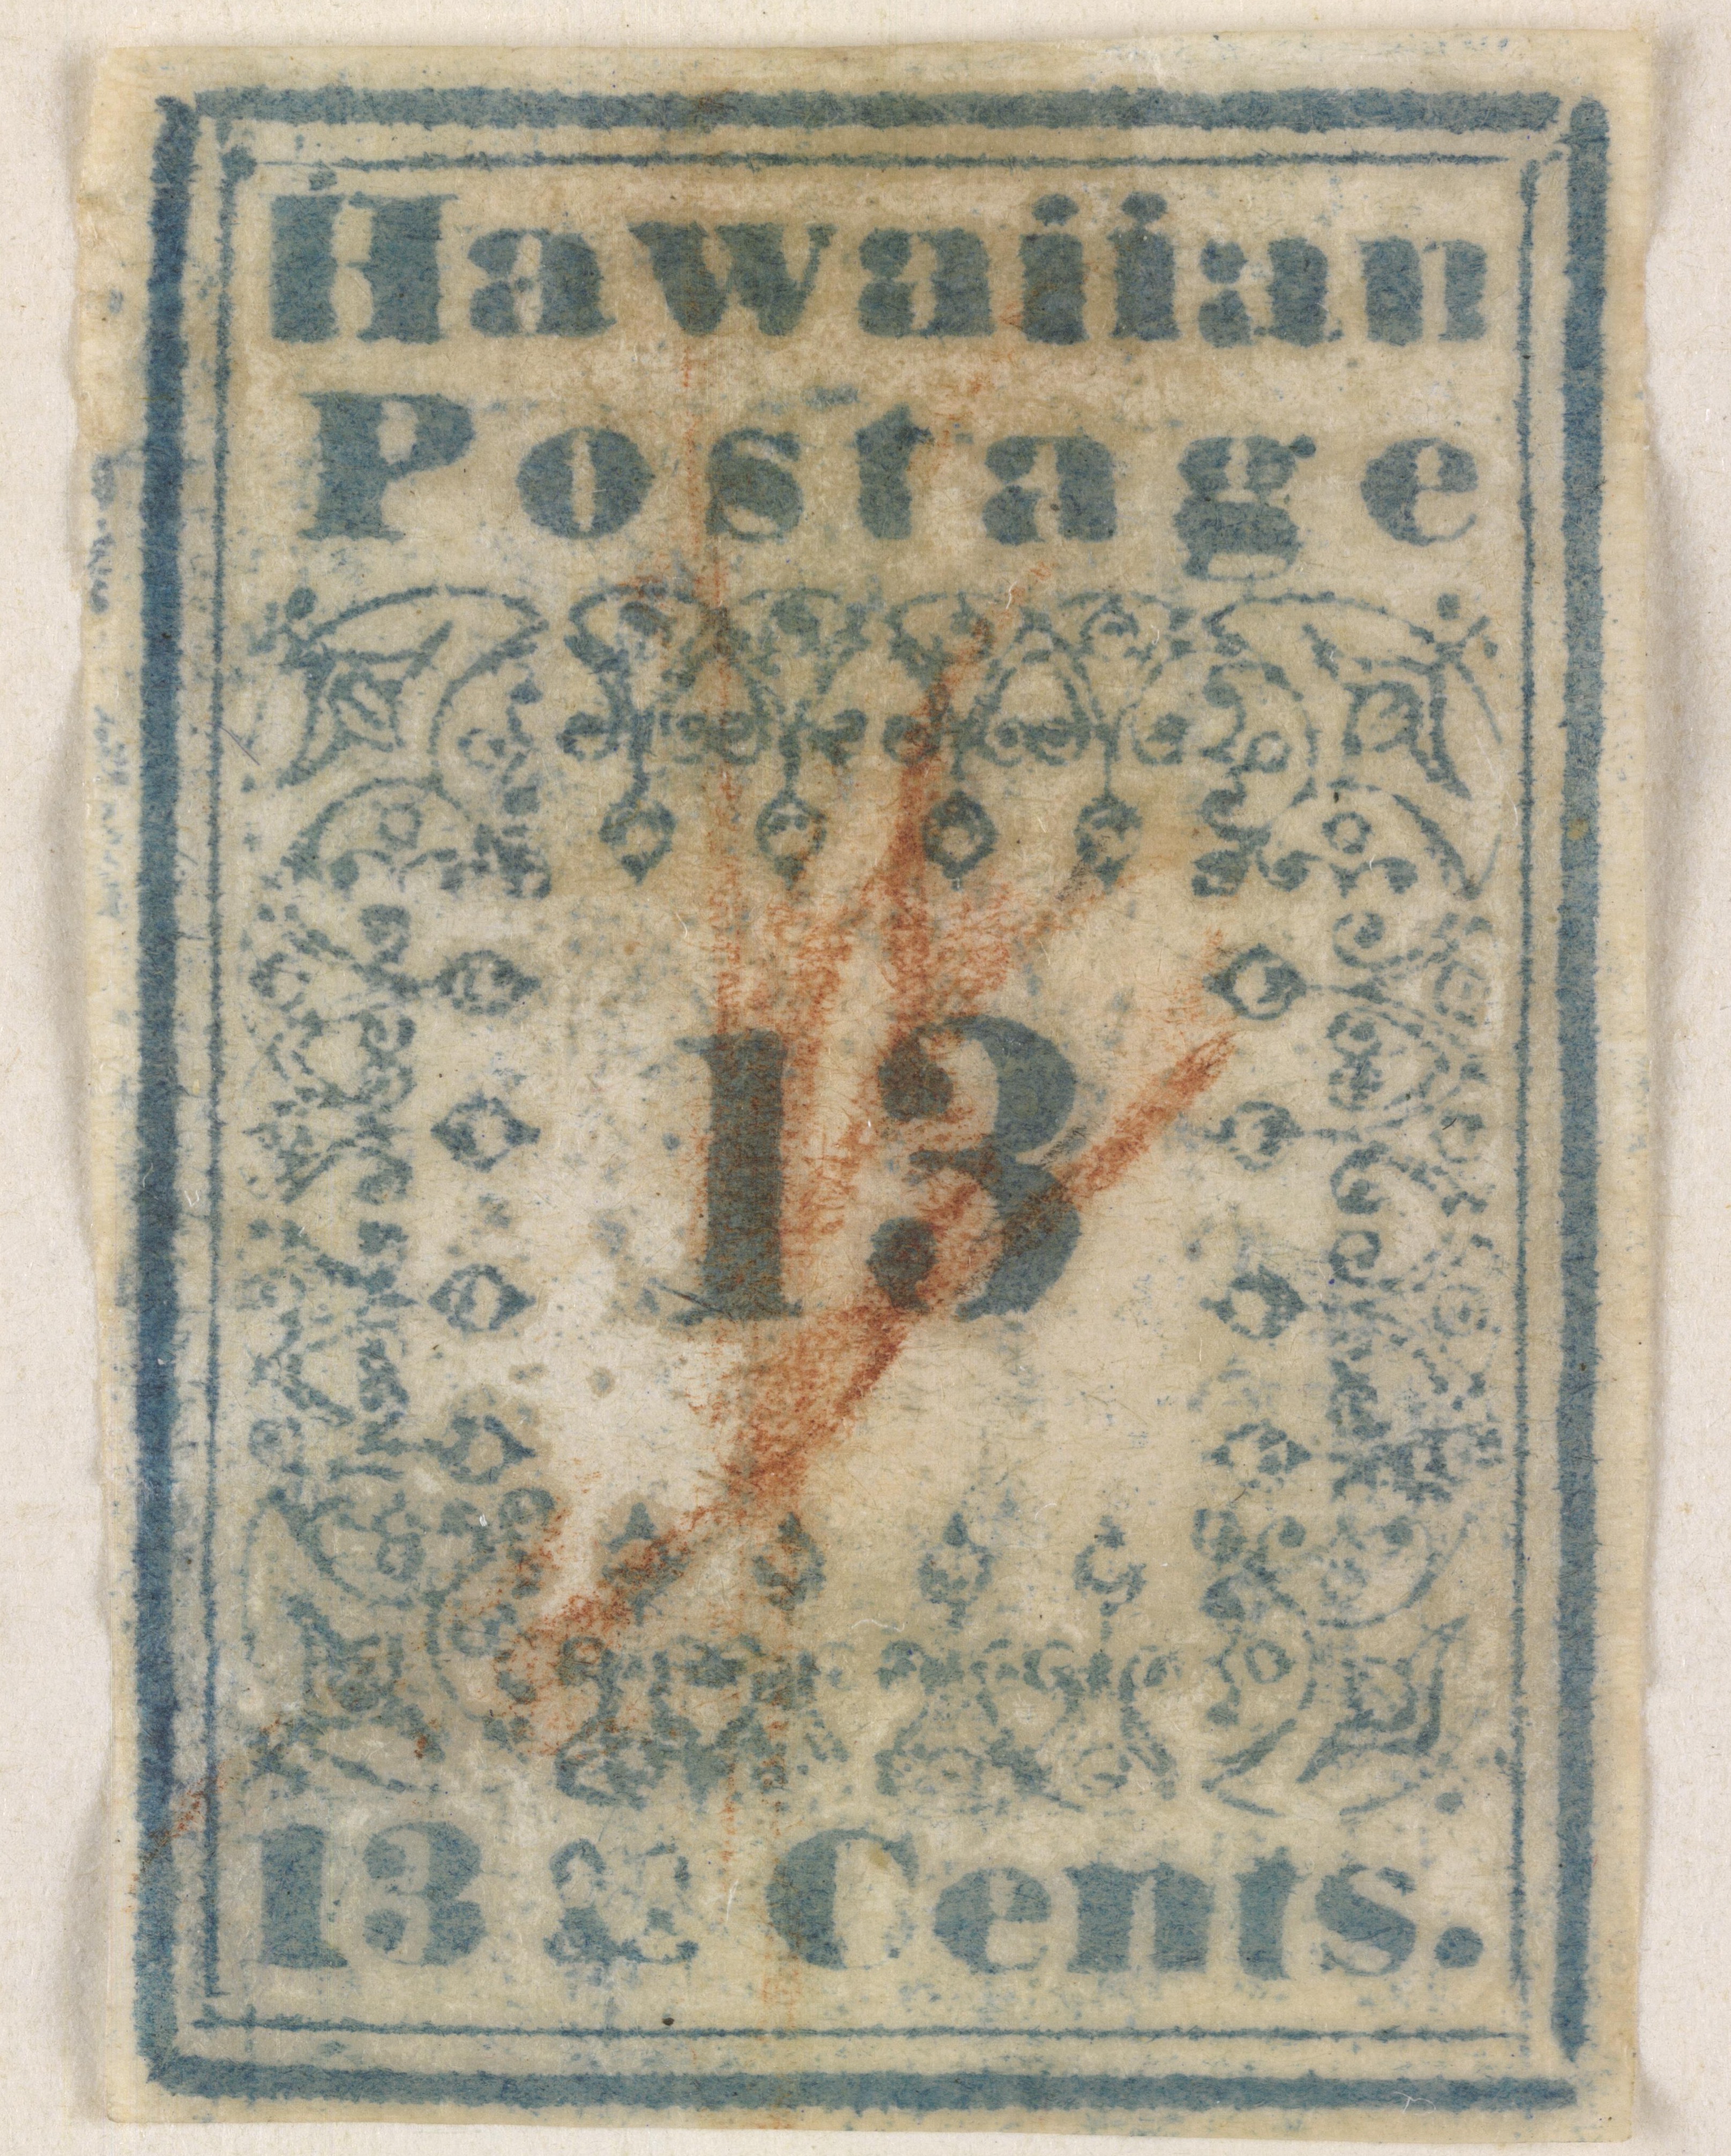 Hawaiian
Postage
13
13 Cents.